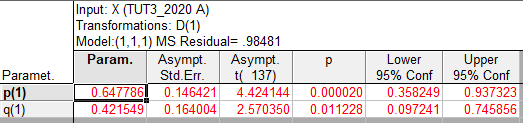 Input: X (TUT3_2020 A)
Transformations: D(1)
Model:(1,1,1) MS Residual= .98481
Paramet. Param. Asympt. Std.Err. Asympt. t( 137) p Lower 95% Conf Upper 95% Conf
p(1) 0.647786 0.146421 4.424144 0.000020 0.358249 0.937323
q(1) 0.421549 0.164004 2.570350 0.011228 0.097241 0.745856